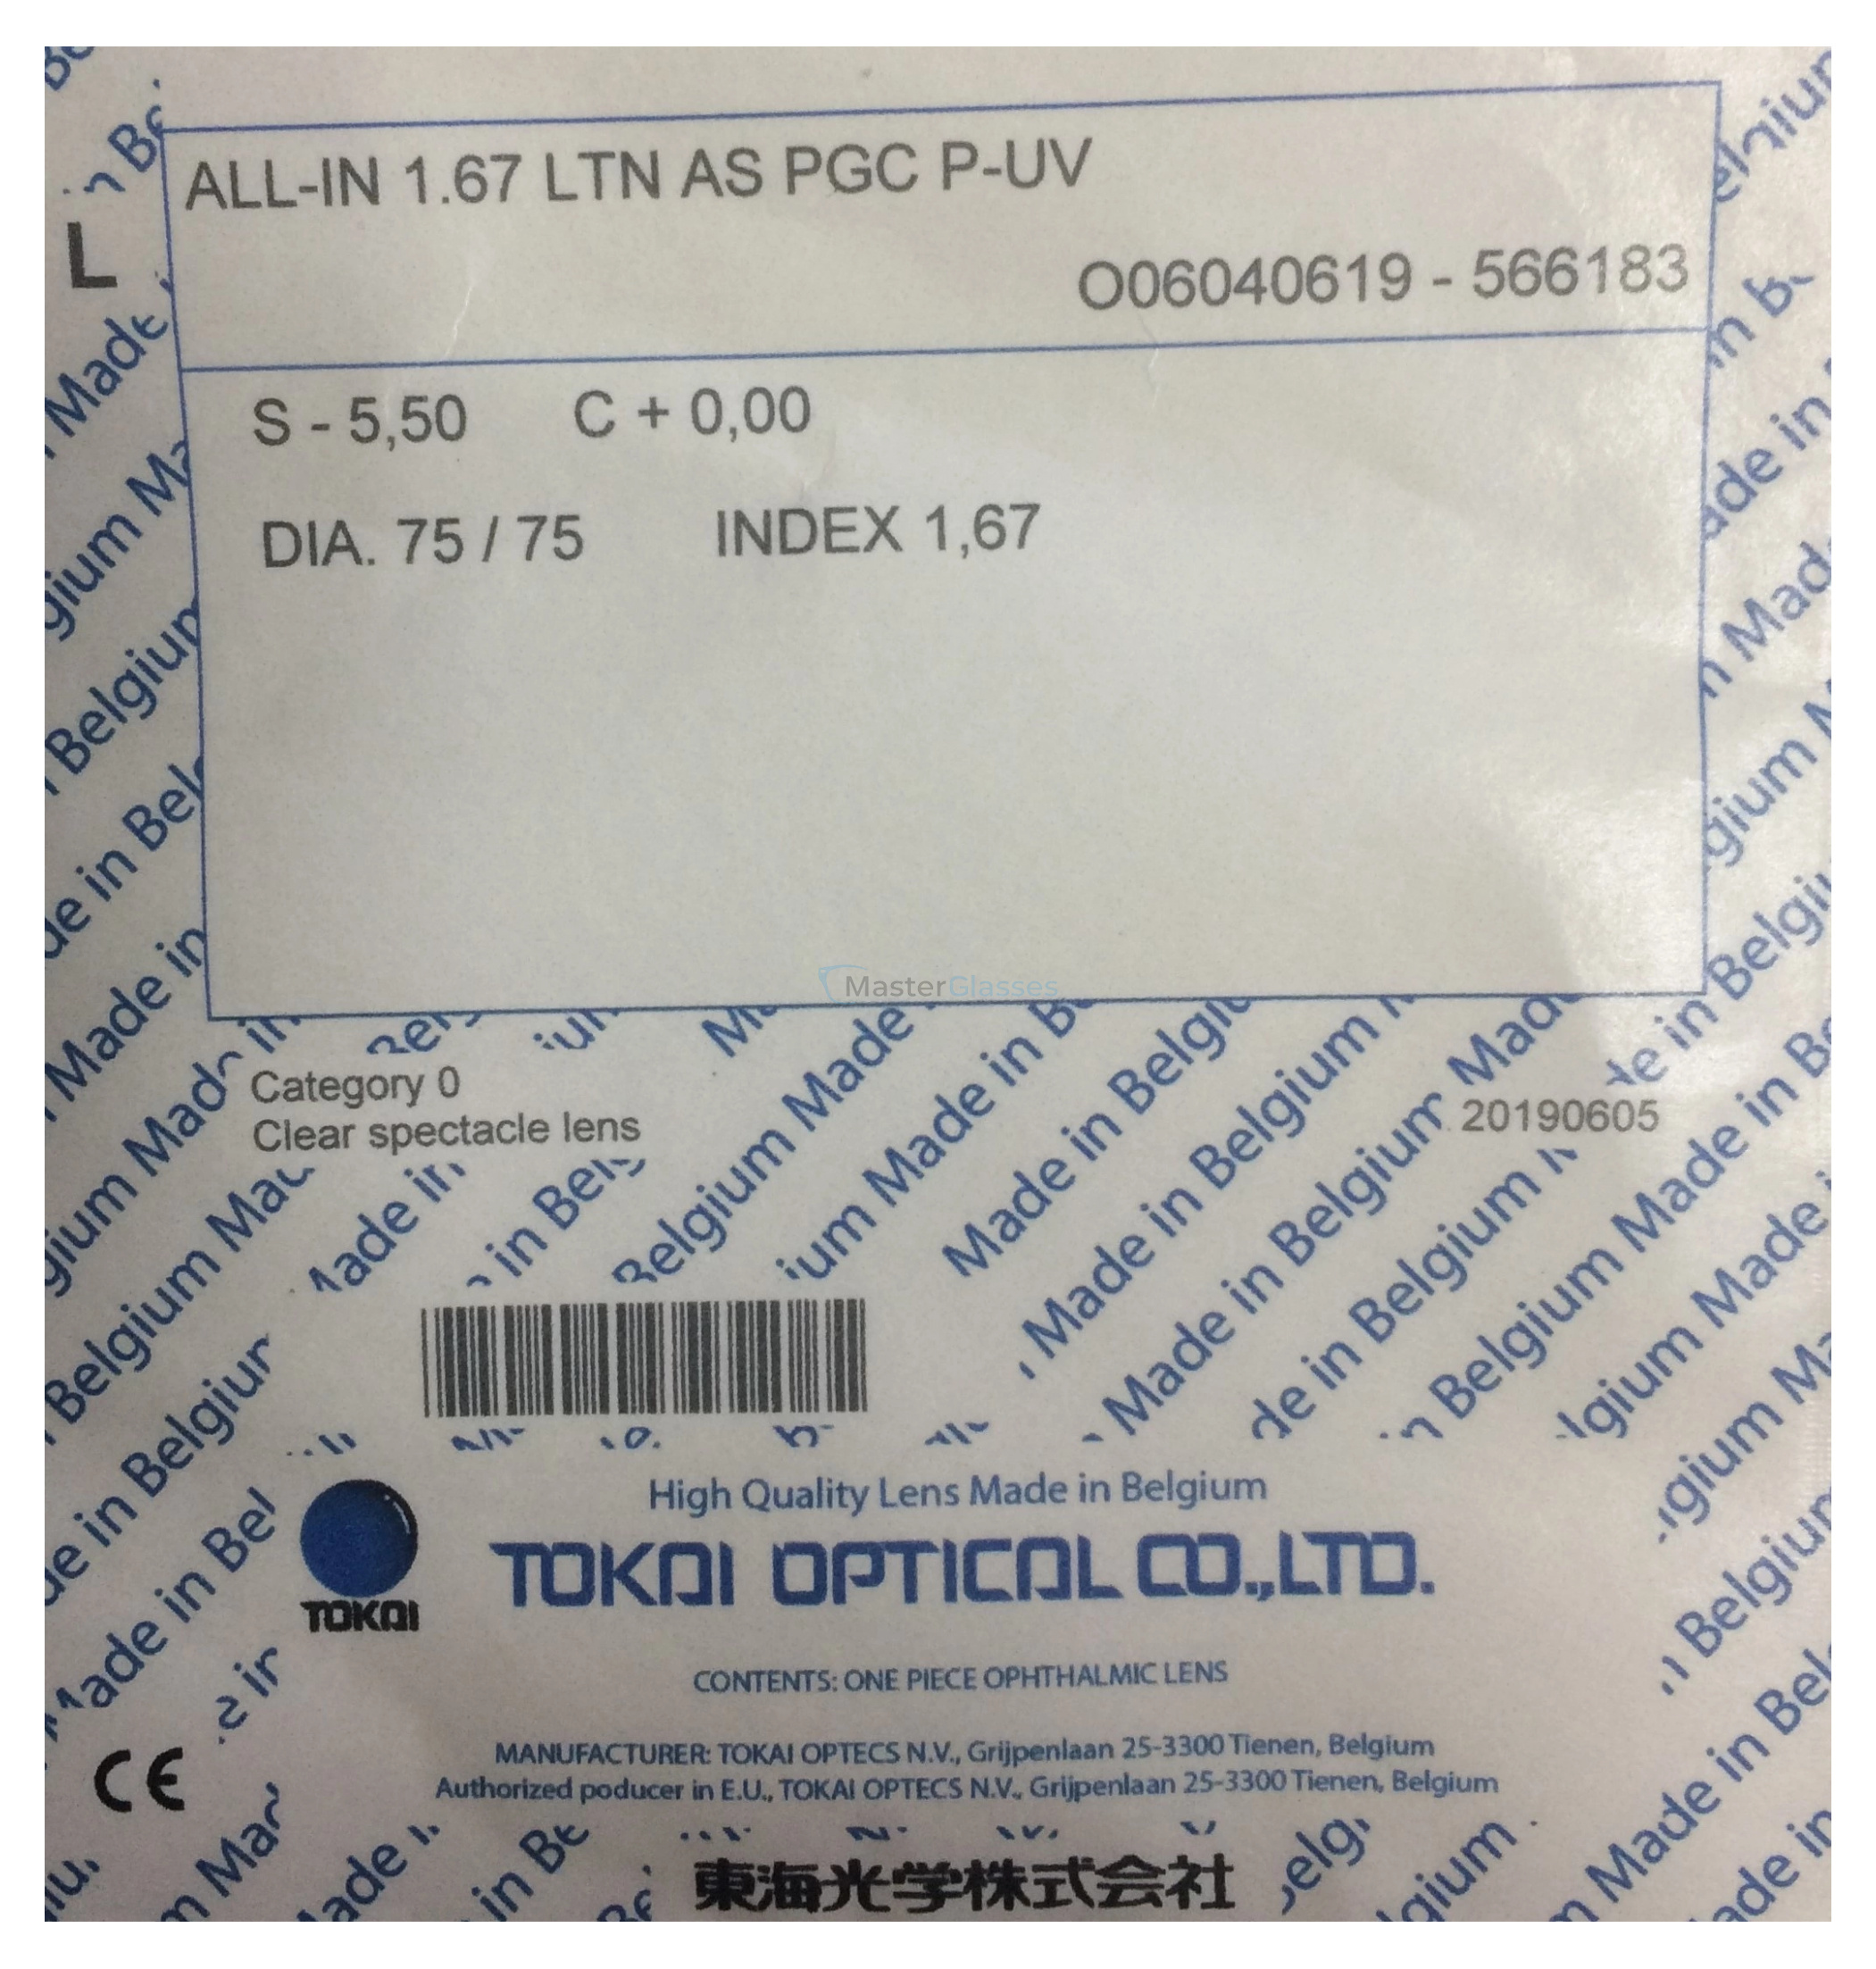 ALL-IN 1.67 LTN AS PGC P-UV
L
O06040619 - 566183
S - 5,50 C + 0,00
DIA. 75 / 75 INDEX 1,67
MasterGlasses
Category 0
Clear spectacle lens
20190605
High Quality Lens Made in Belgium
TOKAI OPTICAL CO.,LTD.
TOKAI
CONTENTS: ONE PIECE OPHTHALMIC LENS
CE
MANUFACTURER: TOKAI OPTECS N.V., Grijpenlaan 25-3300 Tienen, Belgium
Authorized poducer in E.U., TOKAI OPTECS N.V., Grijpenlaan 25-3300 Tienen, Belgium
東海光学株式会社
Made in Belgium